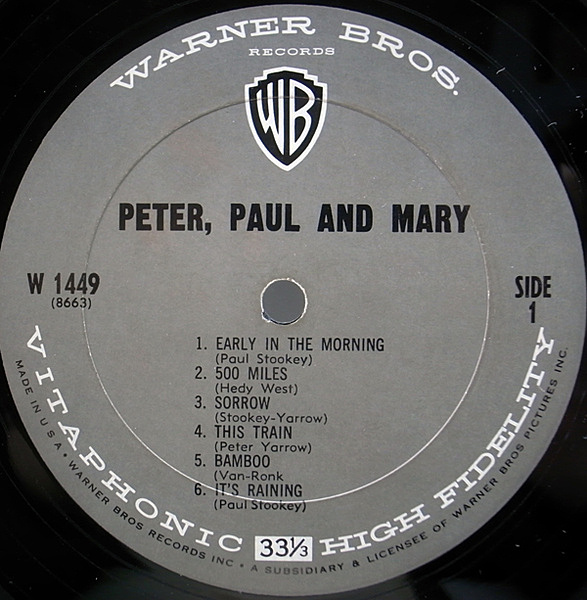 WARNER BROS.
RECORDS
WB
PETER, PAUL AND MARY
W 1449
(8663)
SIDE
1
1. EARLY IN THE MORNING
(Paul Stookey)
2. 500 MILES
(Hedy West)
3. SORROW
(Stookey-Yarrow)
4. THIS TRAIN
(Peter Yarrow)
5. BAMBOO
(Van-Ronk
6. IT'S RAINING
(Paul Stookey)
VITAPHONIC 33⅓ HIGH FIDELITY
MADE IN U.S.A • WARNER BROS RECORDS INC • A SUBSIDIARY & LICENSEE OF WARNER BROS PICTURES INC.